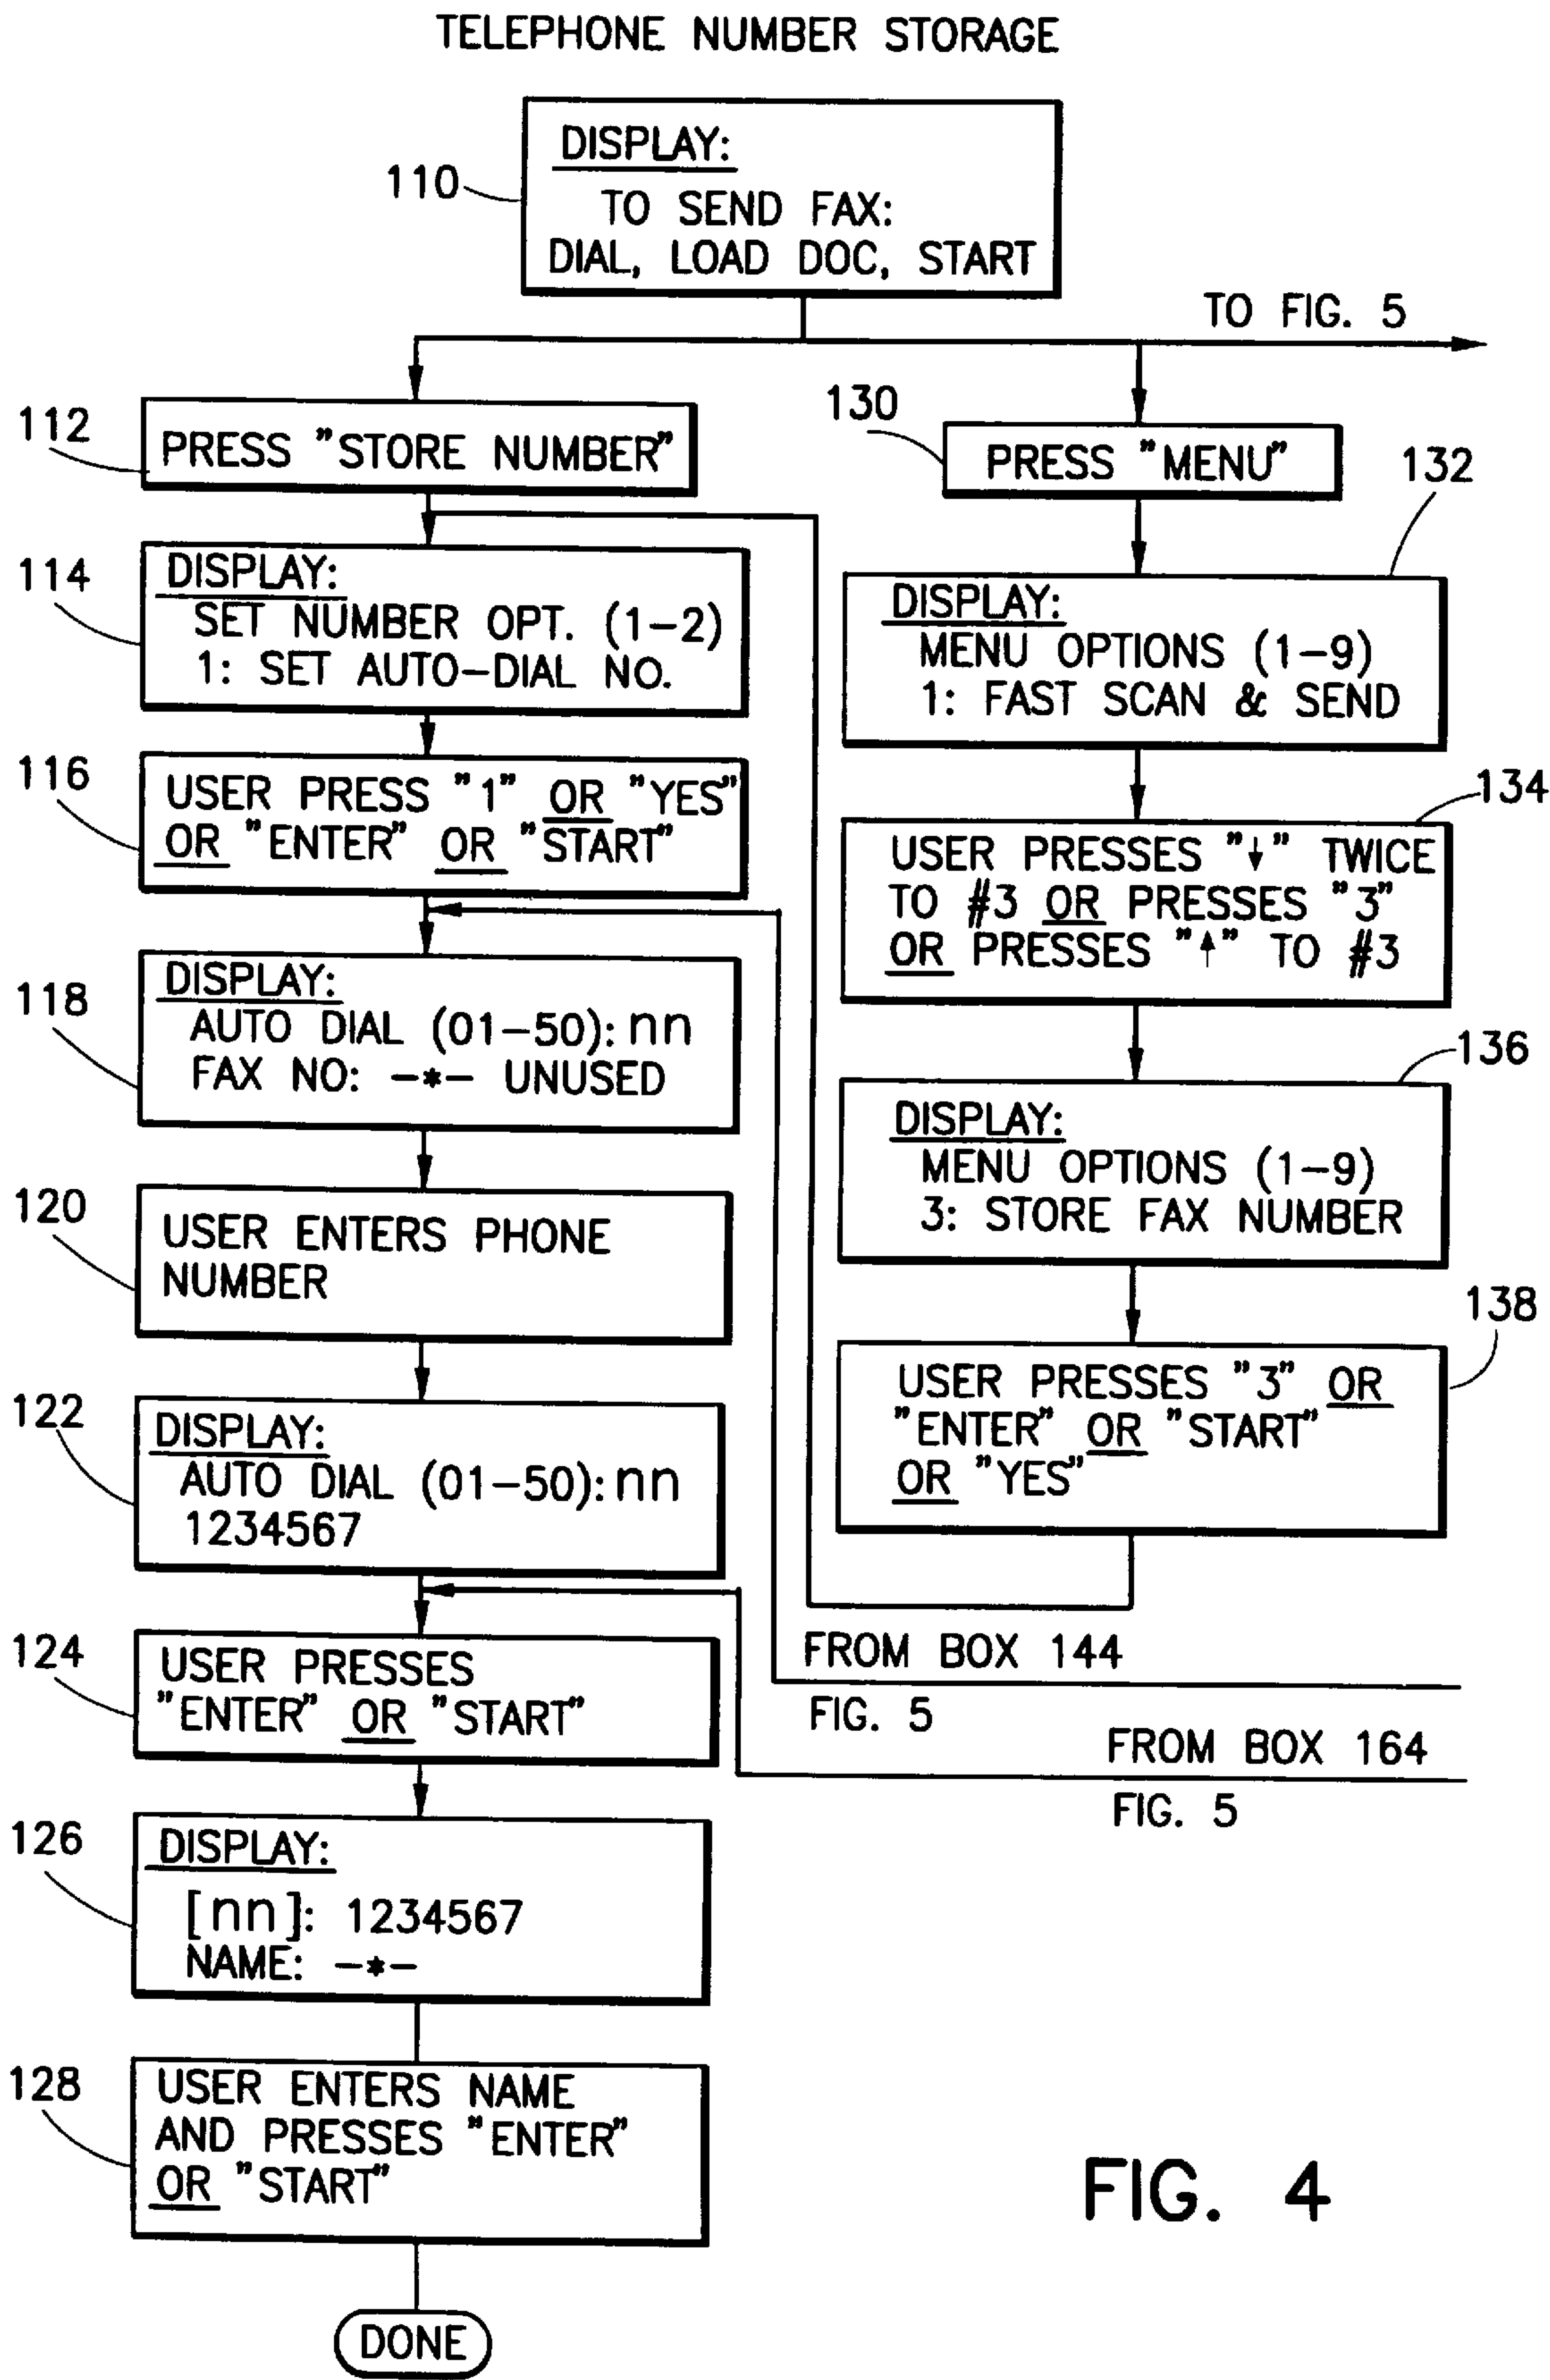 TELEPHONE NUMBER STORAGE
110
DISPLAY:
TO SEND FAX:
DIAL, LOAD DOC, START
TO FIG. 5
112
PRESS "STORE NUMBER"
114
DISPLAY:
SET NUMBER OPT. (1-2)
1: SET AUTO-DIAL NO.
116
USER PRESS "1" OR "YES"
OR "ENTER" OR "START"
118
DISPLAY:
AUTO DIAL (01-50): nn
FAX NO: -*- UNUSED
120
USER ENTERS PHONE
NUMBER
122
DISPLAY:
AUTO DIAL (01-50): nn
1234567
124
USER PRESSES
"ENTER" OR "START"
126
DISPLAY:
[nn]: 1234567
NAME: -*-
128
USER ENTERS NAME
AND PRESSES "ENTER"
OR "START"
DONE
130
PRESS "MENU"
132
DISPLAY:
MENU OPTIONS (1-9)
1: FAST SCAN & SEND
134
USER PRESSES "↓" TWICE
TO #3 OR PRESSES "3"
OR PRESSES "↑" TO #3
136
DISPLAY:
MENU OPTIONS (1-9)
3: STORE FAX NUMBER
138
USER PRESSES "3" OR
"ENTER" OR "START"
OR "YES"
FROM BOX 144
FIG. 5
FROM BOX 164
FIG. 5
FIG. 4